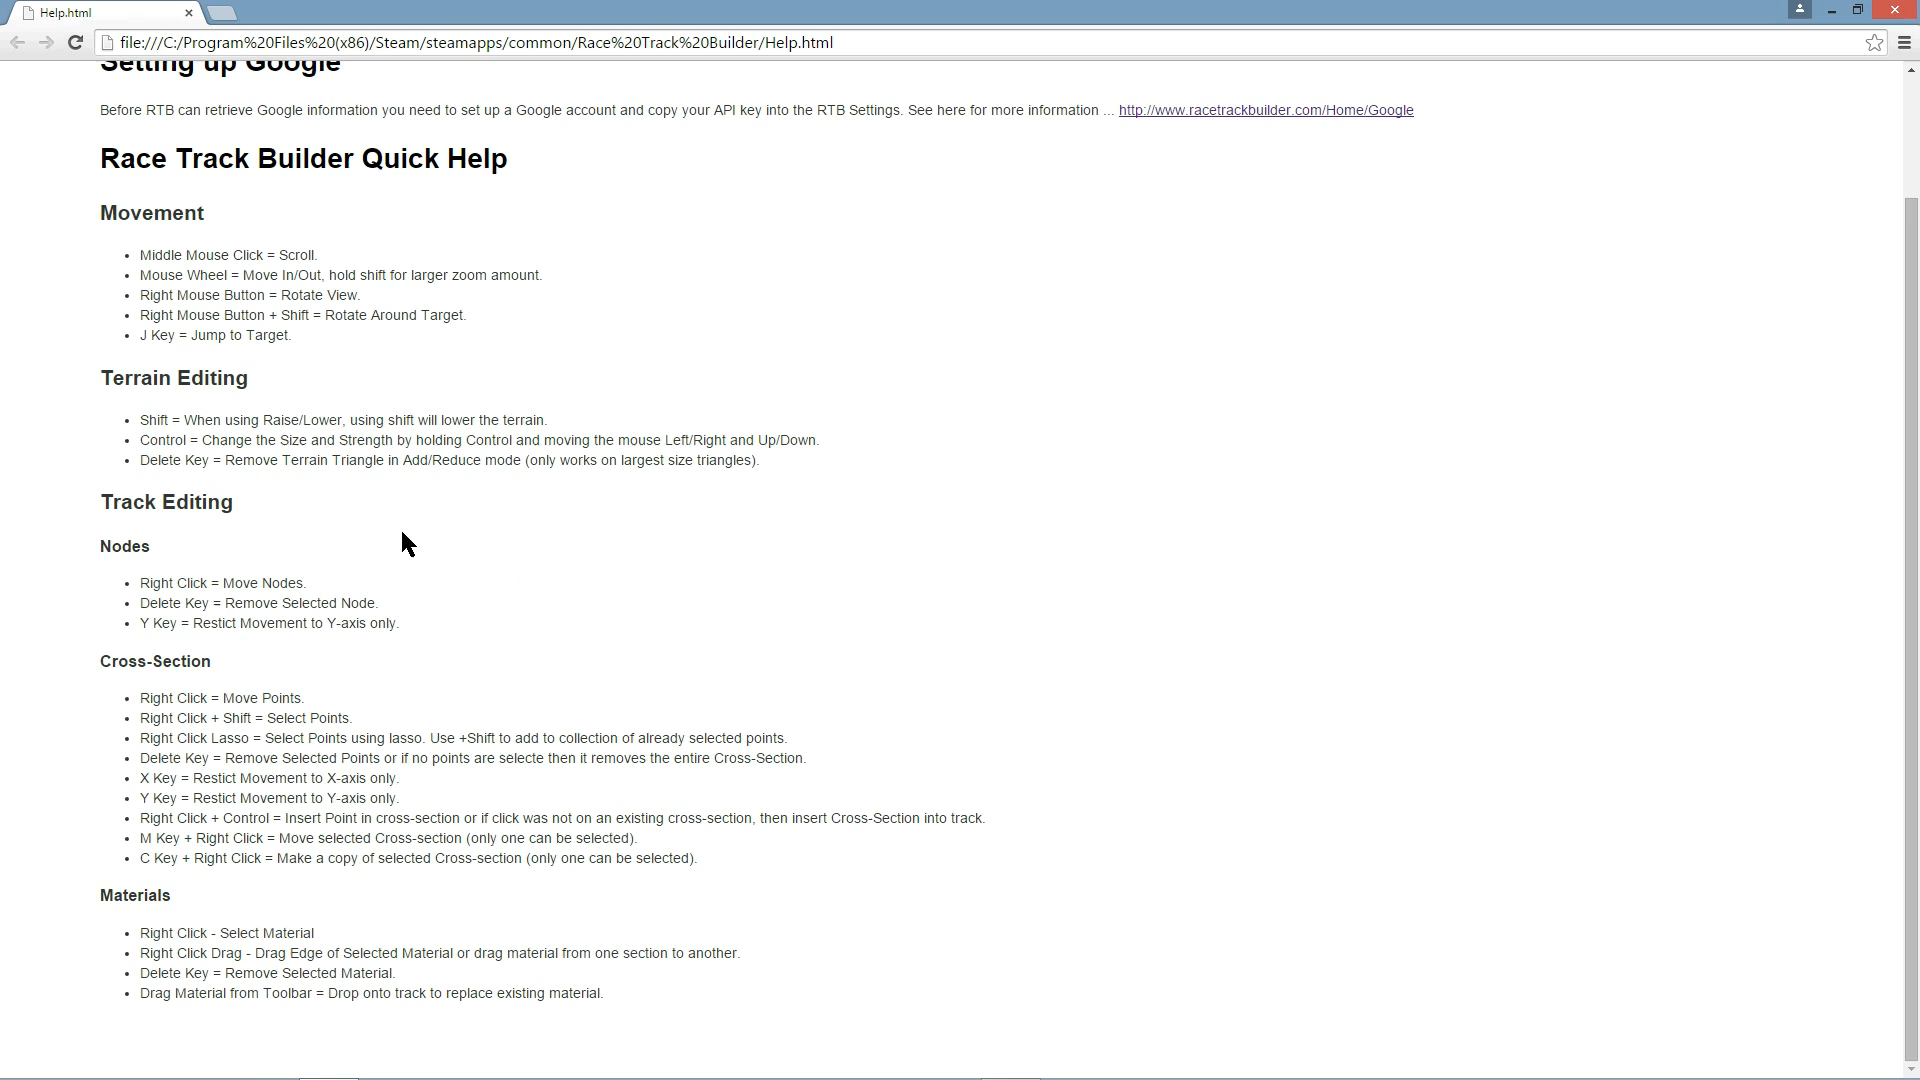 Help.html
file:///C:/Program%20Files%20(x86)/Steam/steamapps/common/Race%20Track%20Builder/Help.html
Setting up Google
Before RTB can retrieve Google information you need to set up a Google account and copy your API key into the RTB Settings. See here for more information ... http://www.racetrackbuilder.com/Home/Google
Race Track Builder Quick Help
Movement
• Middle Mouse Click = Scroll.
• Mouse Wheel = Move In/Out, hold shift for larger zoom amount.
• Right Mouse Button = Rotate View.
• Right Mouse Button + Shift = Rotate Around Target.
• J Key = Jump to Target.
Terrain Editing
• Shift = When using Raise/Lower, using shift will lower the terrain.
• Control = Change the Size and Strength by holding Control and moving the mouse Left/Right and Up/Down.
• Delete Key = Remove Terrain Triangle in Add/Reduce mode (only works on largest size triangles).
Track Editing
Nodes
• Right Click = Move Nodes.
• Delete Key = Remove Selected Node.
• Y Key = Restict Movement to Y-axis only.
Cross-Section
• Right Click = Move Points.
• Right Click + Shift = Select Points.
• Right Click Lasso = Select Points using lasso. Use +Shift to add to collection of already selected points.
• Delete Key = Remove Selected Points or if no points are selecte then it removes the entire Cross-Section.
• X Key = Restict Movement to X-axis only.
• Y Key = Restict Movement to Y-axis only.
• Right Click + Control = Insert Point in cross-section or if click was not on an existing cross-section, then insert Cross-Section into track.
• M Key + Right Click = Move selected Cross-section (only one can be selected).
• C Key + Right Click = Make a copy of selected Cross-section (only one can be selected).
Materials
• Right Click - Select Material
• Right Click Drag - Drag Edge of Selected Material or drag material from one section to another.
• Delete Key = Remove Selected Material.
• Drag Material from Toolbar = Drop onto track to replace existing material.